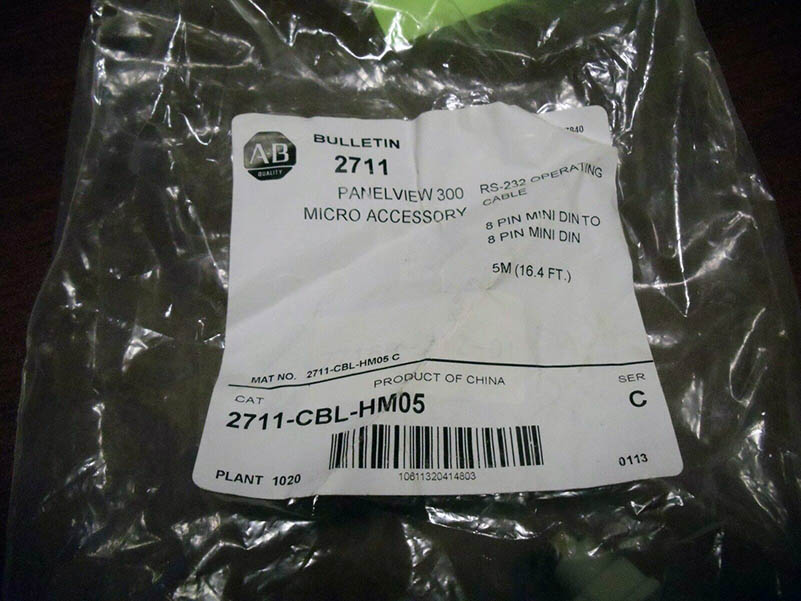 A-B
QUALITY
BULLETIN
2711
PANELVIEW 300
MICRO ACCESSORY
RS-232 OPERATING
CABLE
8 PIN MINI DIN TO
8 PIN MINI DIN
5M (16.4 FT.)
MAT NO. 2711-CBL-HM05 C
PRODUCT OF CHINA
CAT
2711-CBL-HM05
SER
C
10611320414803
PLANT 1020
0113